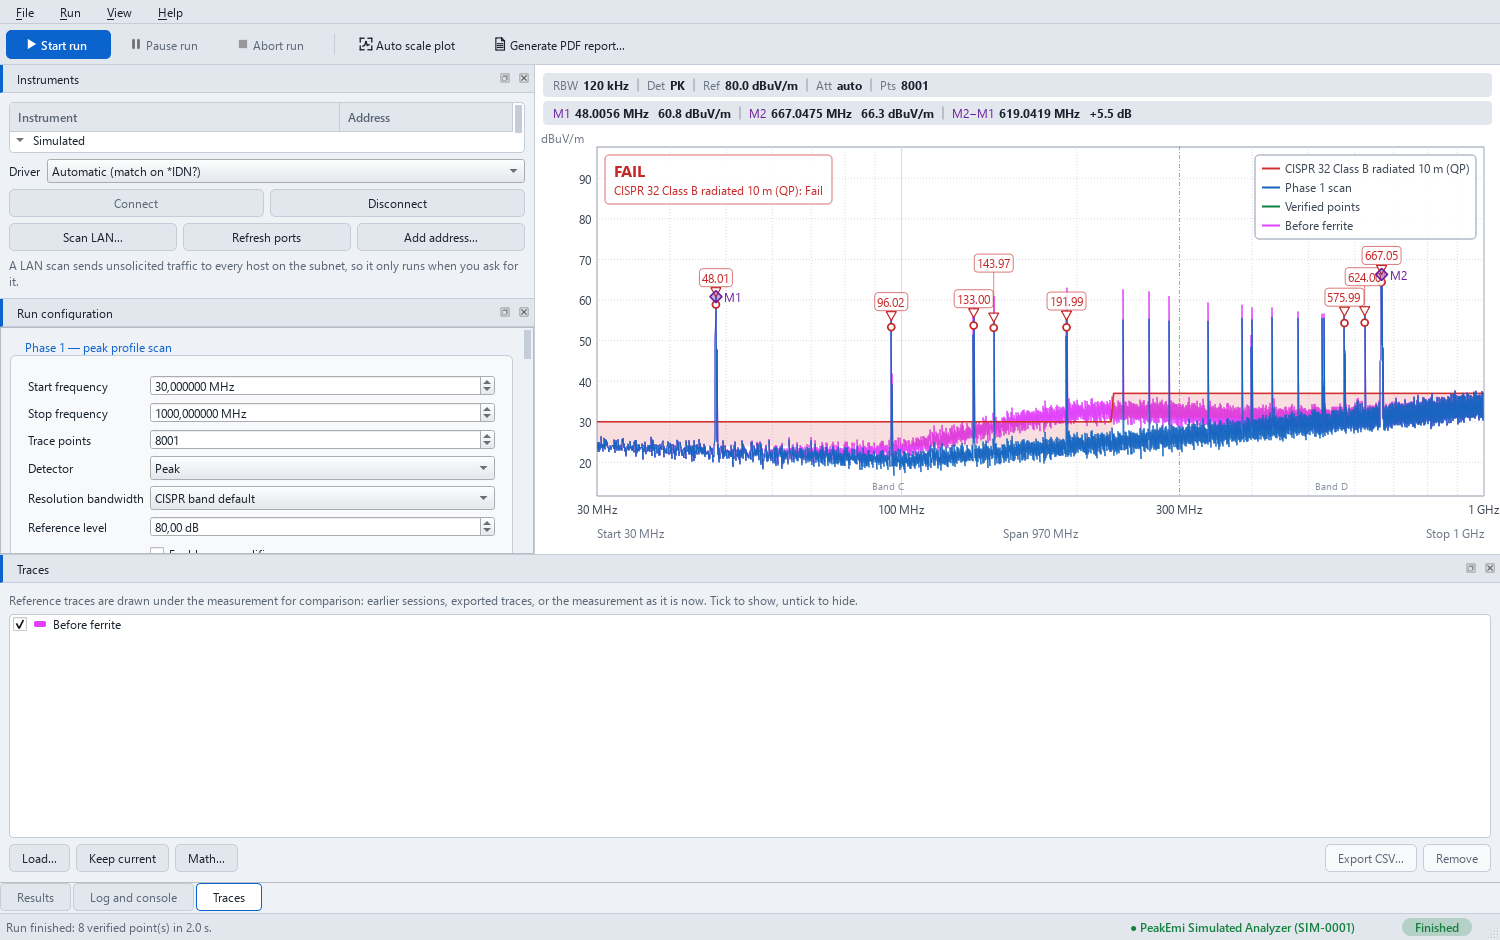 File Run View Help
Start run Pause run Abort run Auto scale plot Generate PDF report...
Instruments
Instrument Address
Simulated
Driver Automatic (match on *IDN?)
Connect Disconnect
Scan LAN... Refresh ports Add address...
A LAN scan sends unsolicited traffic to every host on the subnet, so it only runs when you ask for
it.
Run configuration
Phase 1 — peak profile scan
Start frequency 30,000000 MHz
Stop frequency 1000,000000 MHz
Trace points 8001
Detector Peak
Resolution bandwidth CISPR band default
Reference level 80,00 dB
RBW 120 kHz Det PK Ref 80.0 dBuV/m Att auto Pts 8001
M1 48.0056 MHz 60.8 dBuV/m M2 667.0475 MHz 66.3 dBuV/m M2−M1 619.0419 MHz +5.5 dB
dBuV/m
FAIL
CISPR 32 Class B radiated 10 m (QP): Fail
CISPR 32 Class B radiated 10 m (QP)
Phase 1 scan
Verified points
Before ferrite
90
80
70
60
50
40
30
20
48.01
M1
96.02
133.00
143.97
191.99
575.99
624.0
667.05
M2
Band C
Band D
30 MHz 100 MHz 300 MHz 1 GHz
Start 30 MHz Span 970 MHz Stop 1 GHz
Traces
Reference traces are drawn under the measurement for comparison: earlier sessions, exported traces, or the measurement as it is now. Tick to show, untick to hide.
Before ferrite
Load... Keep current Math... Export CSV... Remove
Results Log and console Traces
Run finished: 8 verified point(s) in 2.0 s. PeakEmi Simulated Analyzer (SIM-0001) Finished